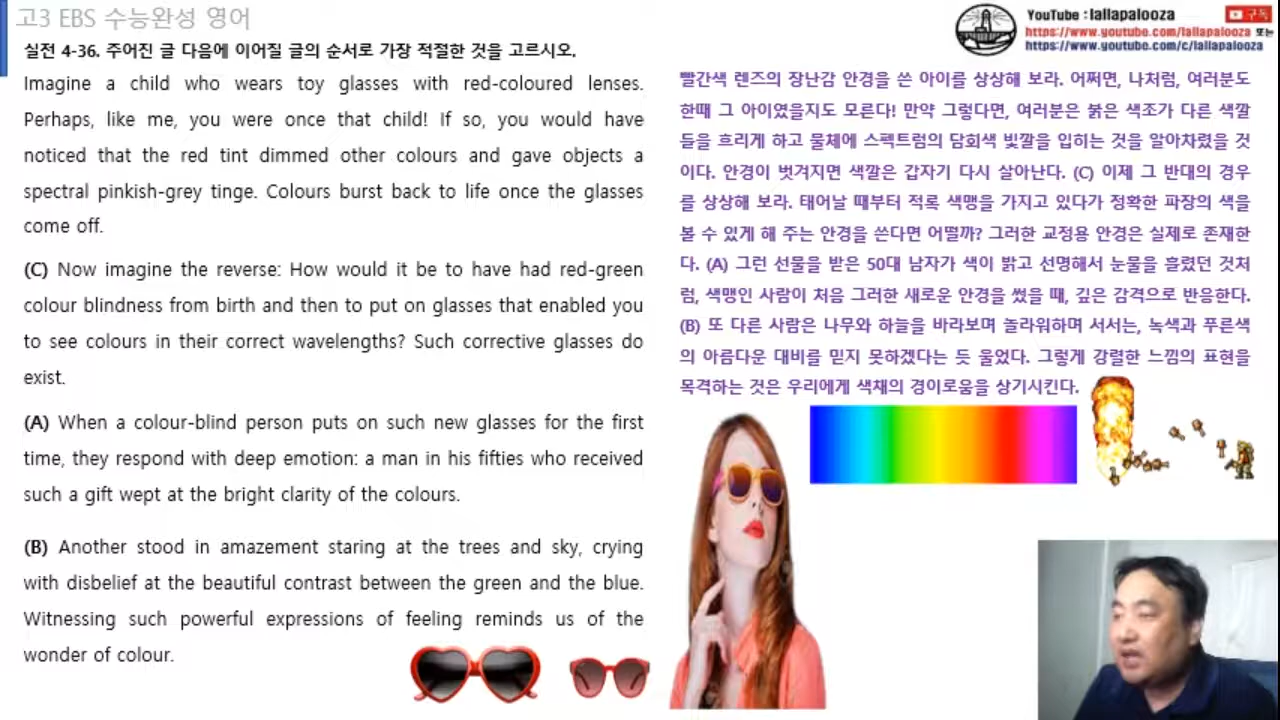 고3 EBS 수능완성 영어
YouTube : lallapalooza
구독
https://www.youtube.com/lallapalooza 또는
https://www.youtube.com/c/lallapalooza
실전 4-36. 주어진 글 다음에 이어질 글의 순서로 가장 적절한 것을 고르시오.
Imagine a child who wears toy glasses with red-coloured lenses.
Perhaps, like me, you were once that child! If so, you would have
noticed that the red tint dimmed other colours and gave objects a
spectral pinkish-grey tinge. Colours burst back to life once the glasses
come off.
(C) Now imagine the reverse: How would it be to have had red-green
colour blindness from birth and then to put on glasses that enabled you
to see colours in their correct wavelengths? Such corrective glasses do
exist.
(A) When a colour-blind person puts on such new glasses for the first
time, they respond with deep emotion: a man in his fifties who received
such a gift wept at the bright clarity of the colours.
(B) Another stood in amazement staring at the trees and sky, crying
with disbelief at the beautiful contrast between the green and the blue.
Witnessing such powerful expressions of feeling reminds us of the
wonder of colour.
빨간색 렌즈의 장난감 안경을 쓴 아이를 상상해 보라. 어쩌면, 나처럼, 여러분도
한때 그 아이였을지도 모른다! 만약 그렇다면, 여러분은 붉은 색조가 다른 색깔
들을 흐리게 하고 물체에 스펙트럼의 담회색 빛깔을 입히는 것을 알아차렸을 것
이다. 안경이 벗겨지면 색깔은 갑자기 다시 살아난다. (C) 이제 그 반대의 경우
를 상상해 보라. 태어날 때부터 적록 색맹을 가지고 있다가 정확한 파장의 색을
볼 수 있게 해 주는 안경을 쓴다면 어떨까? 그러한 교정용 안경은 실제로 존재한
다. (A) 그런 선물을 받은 50대 남자가 색이 밝고 선명해서 눈물을 흘렸던 것처
럼, 색맹인 사람이 처음 그러한 새로운 안경을 썼을 때, 깊은 감격으로 반응한다.
(B) 또 다른 사람은 나무와 하늘을 바라보며 놀라워하며 서서는, 녹색과 푸른색
의 아름다운 대비를 믿지 못하겠다는 듯 울었다. 그렇게 강렬한 느낌의 표현을
목격하는 것은 우리에게 색채의 경이로움을 상기시킨다.